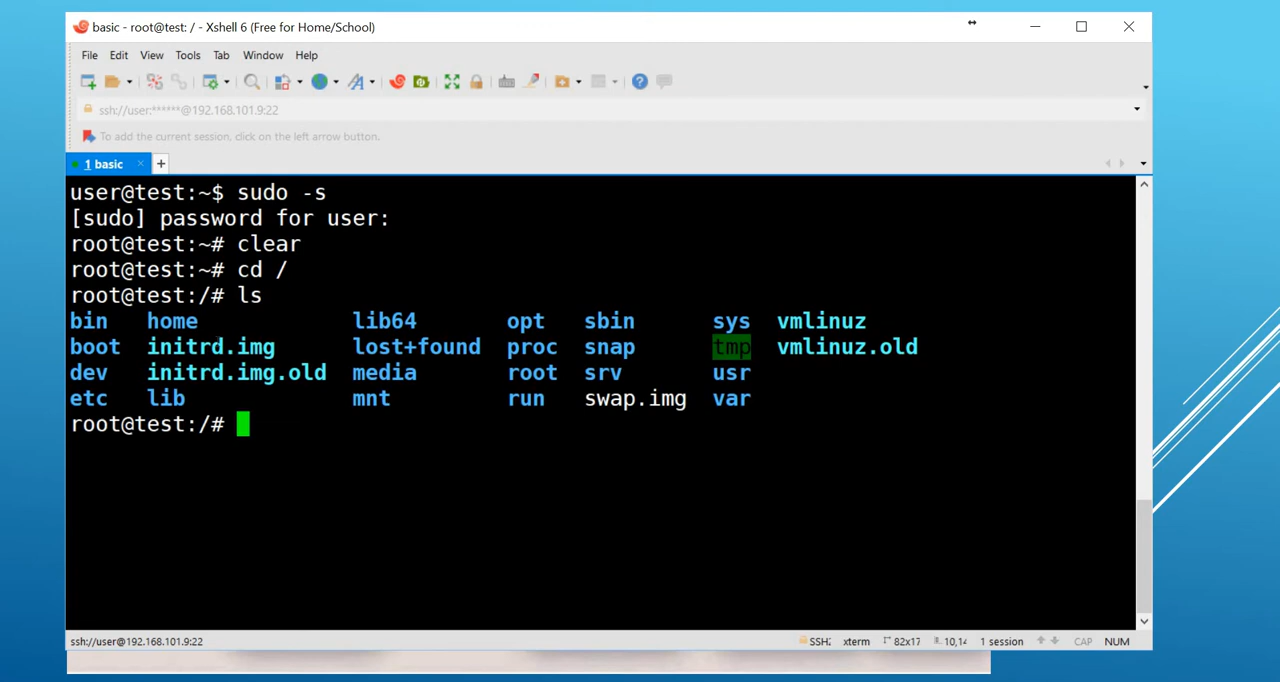 basic - root@test: / - Xshell 6 (Free for Home/School)
File Edit View Tools Tab Window Help
ssh://user:******@192.168.101.9:22
To add the current session, click on the left arrow button.
1 basic
user@test:~$ sudo -s
[sudo] password for user:
root@test:~# clear
root@test:~# cd /
root@test:/# ls
bin home lib64 opt sbin sys vmlinuz
boot initrd.img lost+found proc snap tmp vmlinuz.old
dev initrd.img.old media root srv usr
etc lib mnt run swap.img var
root@test:/#
ssh://user@192.168.101.9:22 SSH2 xterm 82x17 10,14 1 session CAP NUM